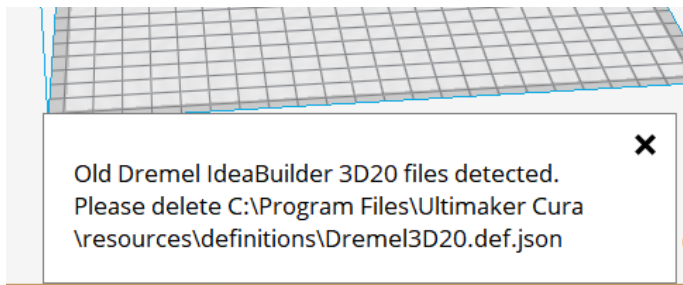 Old Dremel IdeaBuilder 3D20 files detected.
Please delete C:\Program Files\Ultimaker Cura
\resources\definitions\Dremel3D20.def.json